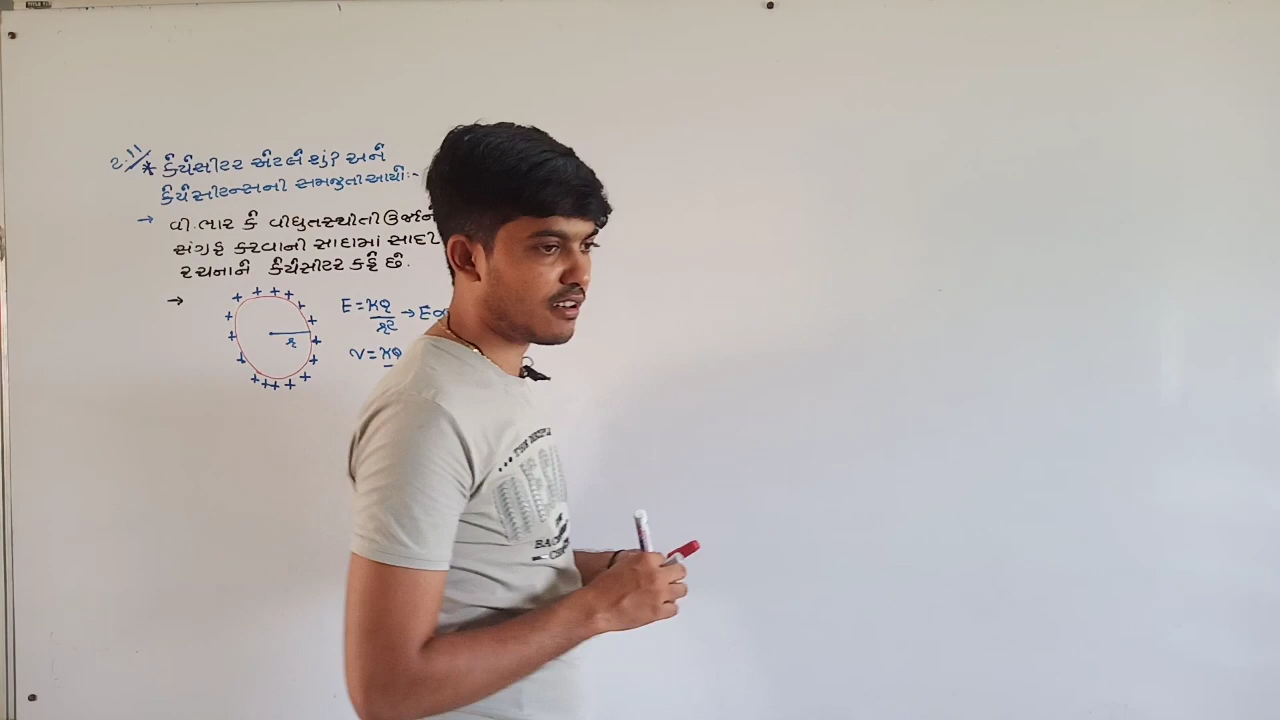 2.11 * કેપેસીટર એટલે શું? અને
કેપેસીટન્સની સમજુતી આપો:-
→ વી.ભાર કે વીદ્યુતસ્થીતી ઉર્જાને
સંગ્રહ કરવાની સાદામાં સાદી
રચનાને કેપેસીટર કહે છે.
→ + + + + + + + + + + + + + + + + r
E = KQ/r² → E∝
V = KQ
BACK